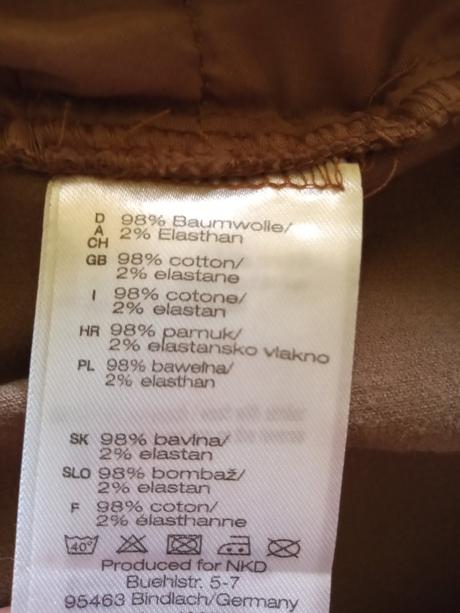 D 98% Baumwolle/
A 2% Elasthan
CH
GB 98% cotton/
2% elastane
I 98% cotone/
2% elastan
HR 98% pamuk/
2% elastansko vlakno
PL 98% bawełna/
2% elasthan
SK 98% bavlna/
2% elastan
SLO 98% bombaž/
2% elastan
F 98% coton/
2% élasthanne
40°
Produced for NKD
Buehlstr. 5-7
95463 Bindlach/Germany